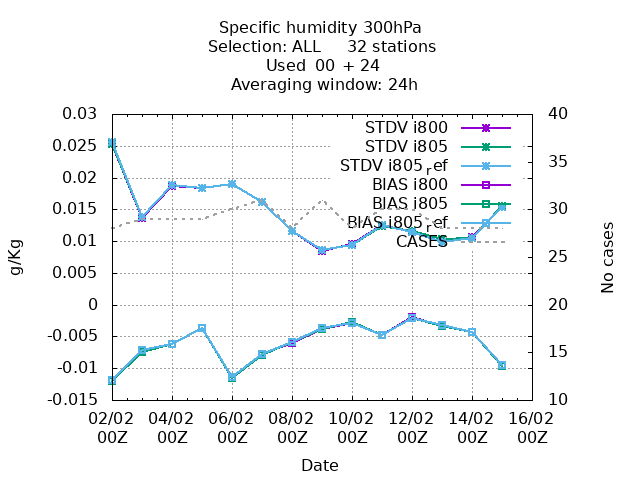 Specific humidity 300hPa
Selection: ALL 32 stations
Used 00 + 24
Averaging window: 24h
0.03
0.025
0.02
0.015
0.01
0.005
0
-0.005
-0.01
-0.015
g/Kg
40
35
30
25
20
15
10
No cases
STDV i800
STDV i805
STDV i805ref
BIAS i800
BIAS i805
BIAS i805ref
CASES
02/02 04/02 06/02 08/02 10/02 12/02 14/02 16/02
00Z 00Z 00Z 00Z 00Z 00Z 00Z 00Z
Date